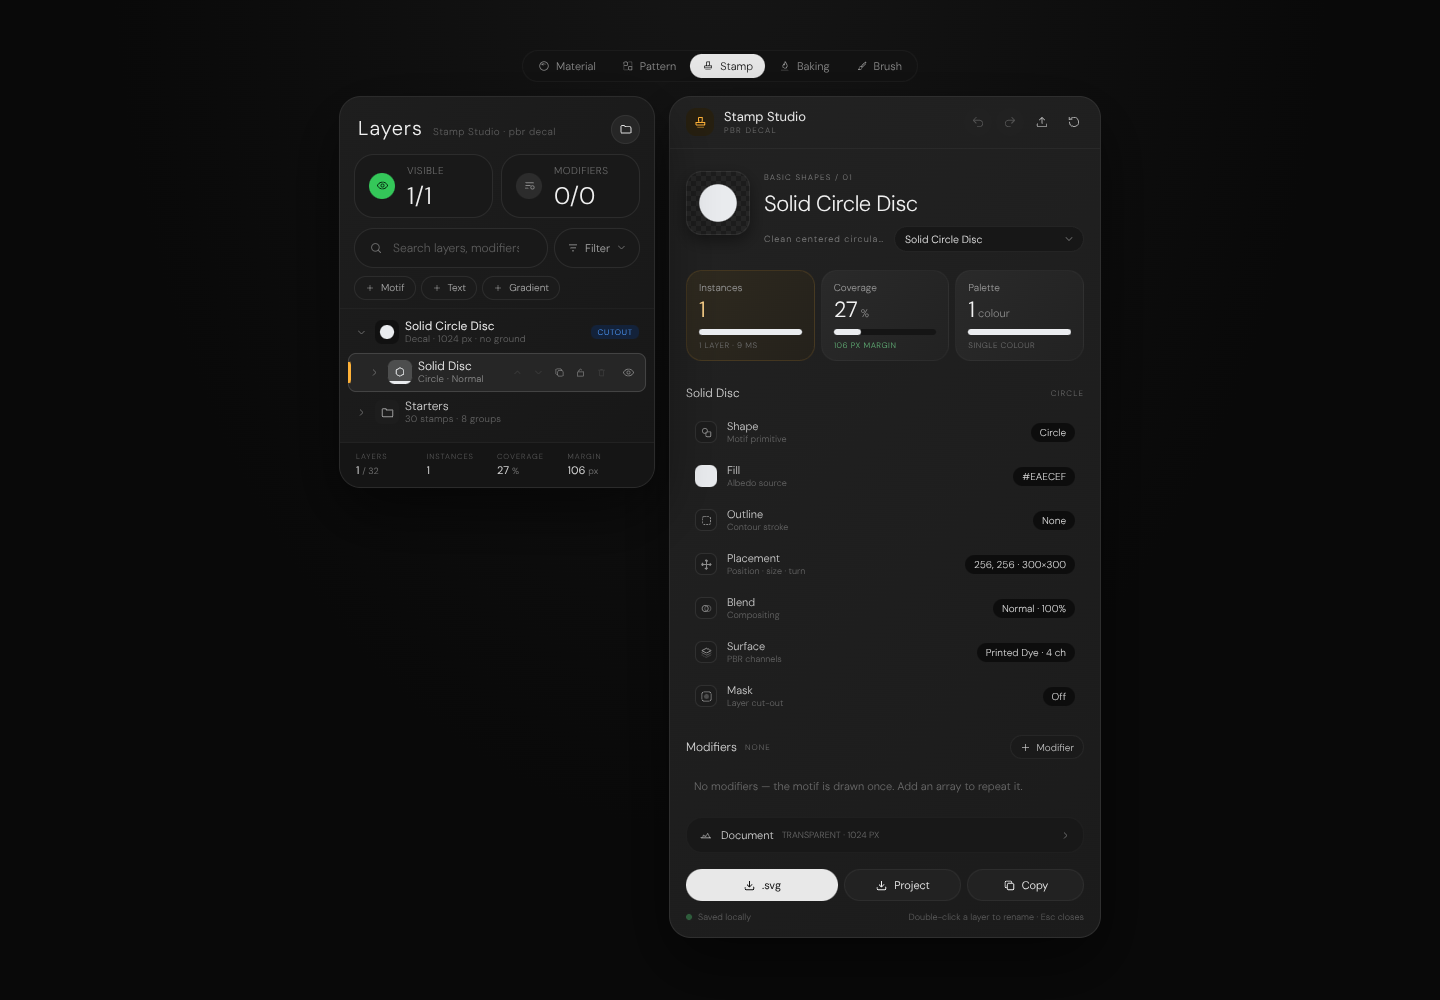 Material Pattern Stamp Baking Brush
Layers Stamp Studio · pbr decal
VISIBLE
1/1
MODIFIERS
0/0
Search layers, modifiers
Filter
+ Motif + Text + Gradient
Solid Circle Disc
Decal · 1024 px · no ground
CUTOUT
Solid Disc
Circle · Normal
Starters
30 stamps · 8 groups
LAYERS INSTANCES COVERAGE MARGIN
1 / 32 1 27 % 106 px
Stamp Studio
PBR DECAL
BASIC SHAPES / 01
Solid Circle Disc
Clean centered circula… Solid Circle Disc
Instances
1
1 LAYER · 9 MS
Coverage
27 %
106 PX MARGIN
Palette
1 colour
SINGLE COLOUR
Solid Disc CIRCLE
Shape
Motif primitive
Circle
Fill
Albedo source
#EAECEF
Outline
Contour stroke
None
Placement
Position · size · turn
256, 256 · 300×300
Blend
Compositing
Normal · 100%
Surface
PBR channels
Printed Dye · 4 ch
Mask
Layer cut-out
Off
Modifiers NONE + Modifier
No modifiers — the motif is drawn once. Add an array to repeat it.
Document TRANSPARENT · 1024 PX
.svg Project Copy
Saved locally Double-click a layer to rename · Esc closes